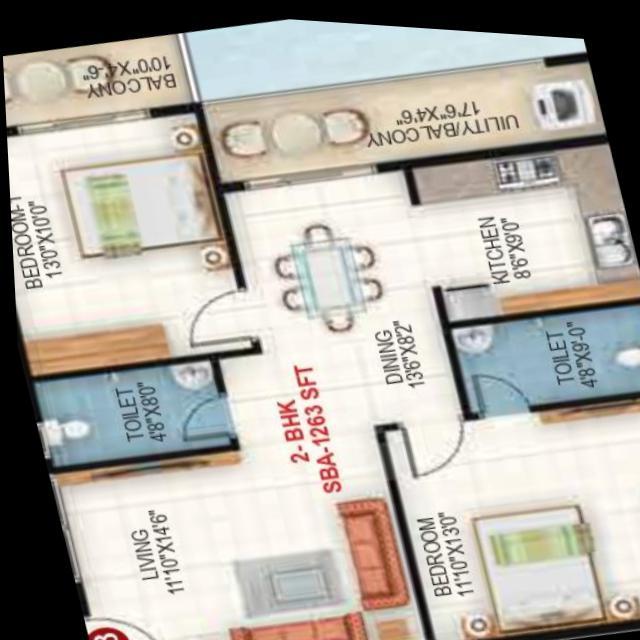 BALCONY
10'0"X4'-6"
UILITY/BALCONY
17'6"X4'6"
BEDROOM-1
13'0"X10'0"
KITCHEN
8'6"X9'0"
DINING
13'6"X8'2"
TOILET
4'8"X9'-0"
TOILET
4'8"X8'0"
2- BHK
SBA-1263 SFT
LIVING
11'10"X14'6"
BEDROOM
11'10"X13'0"